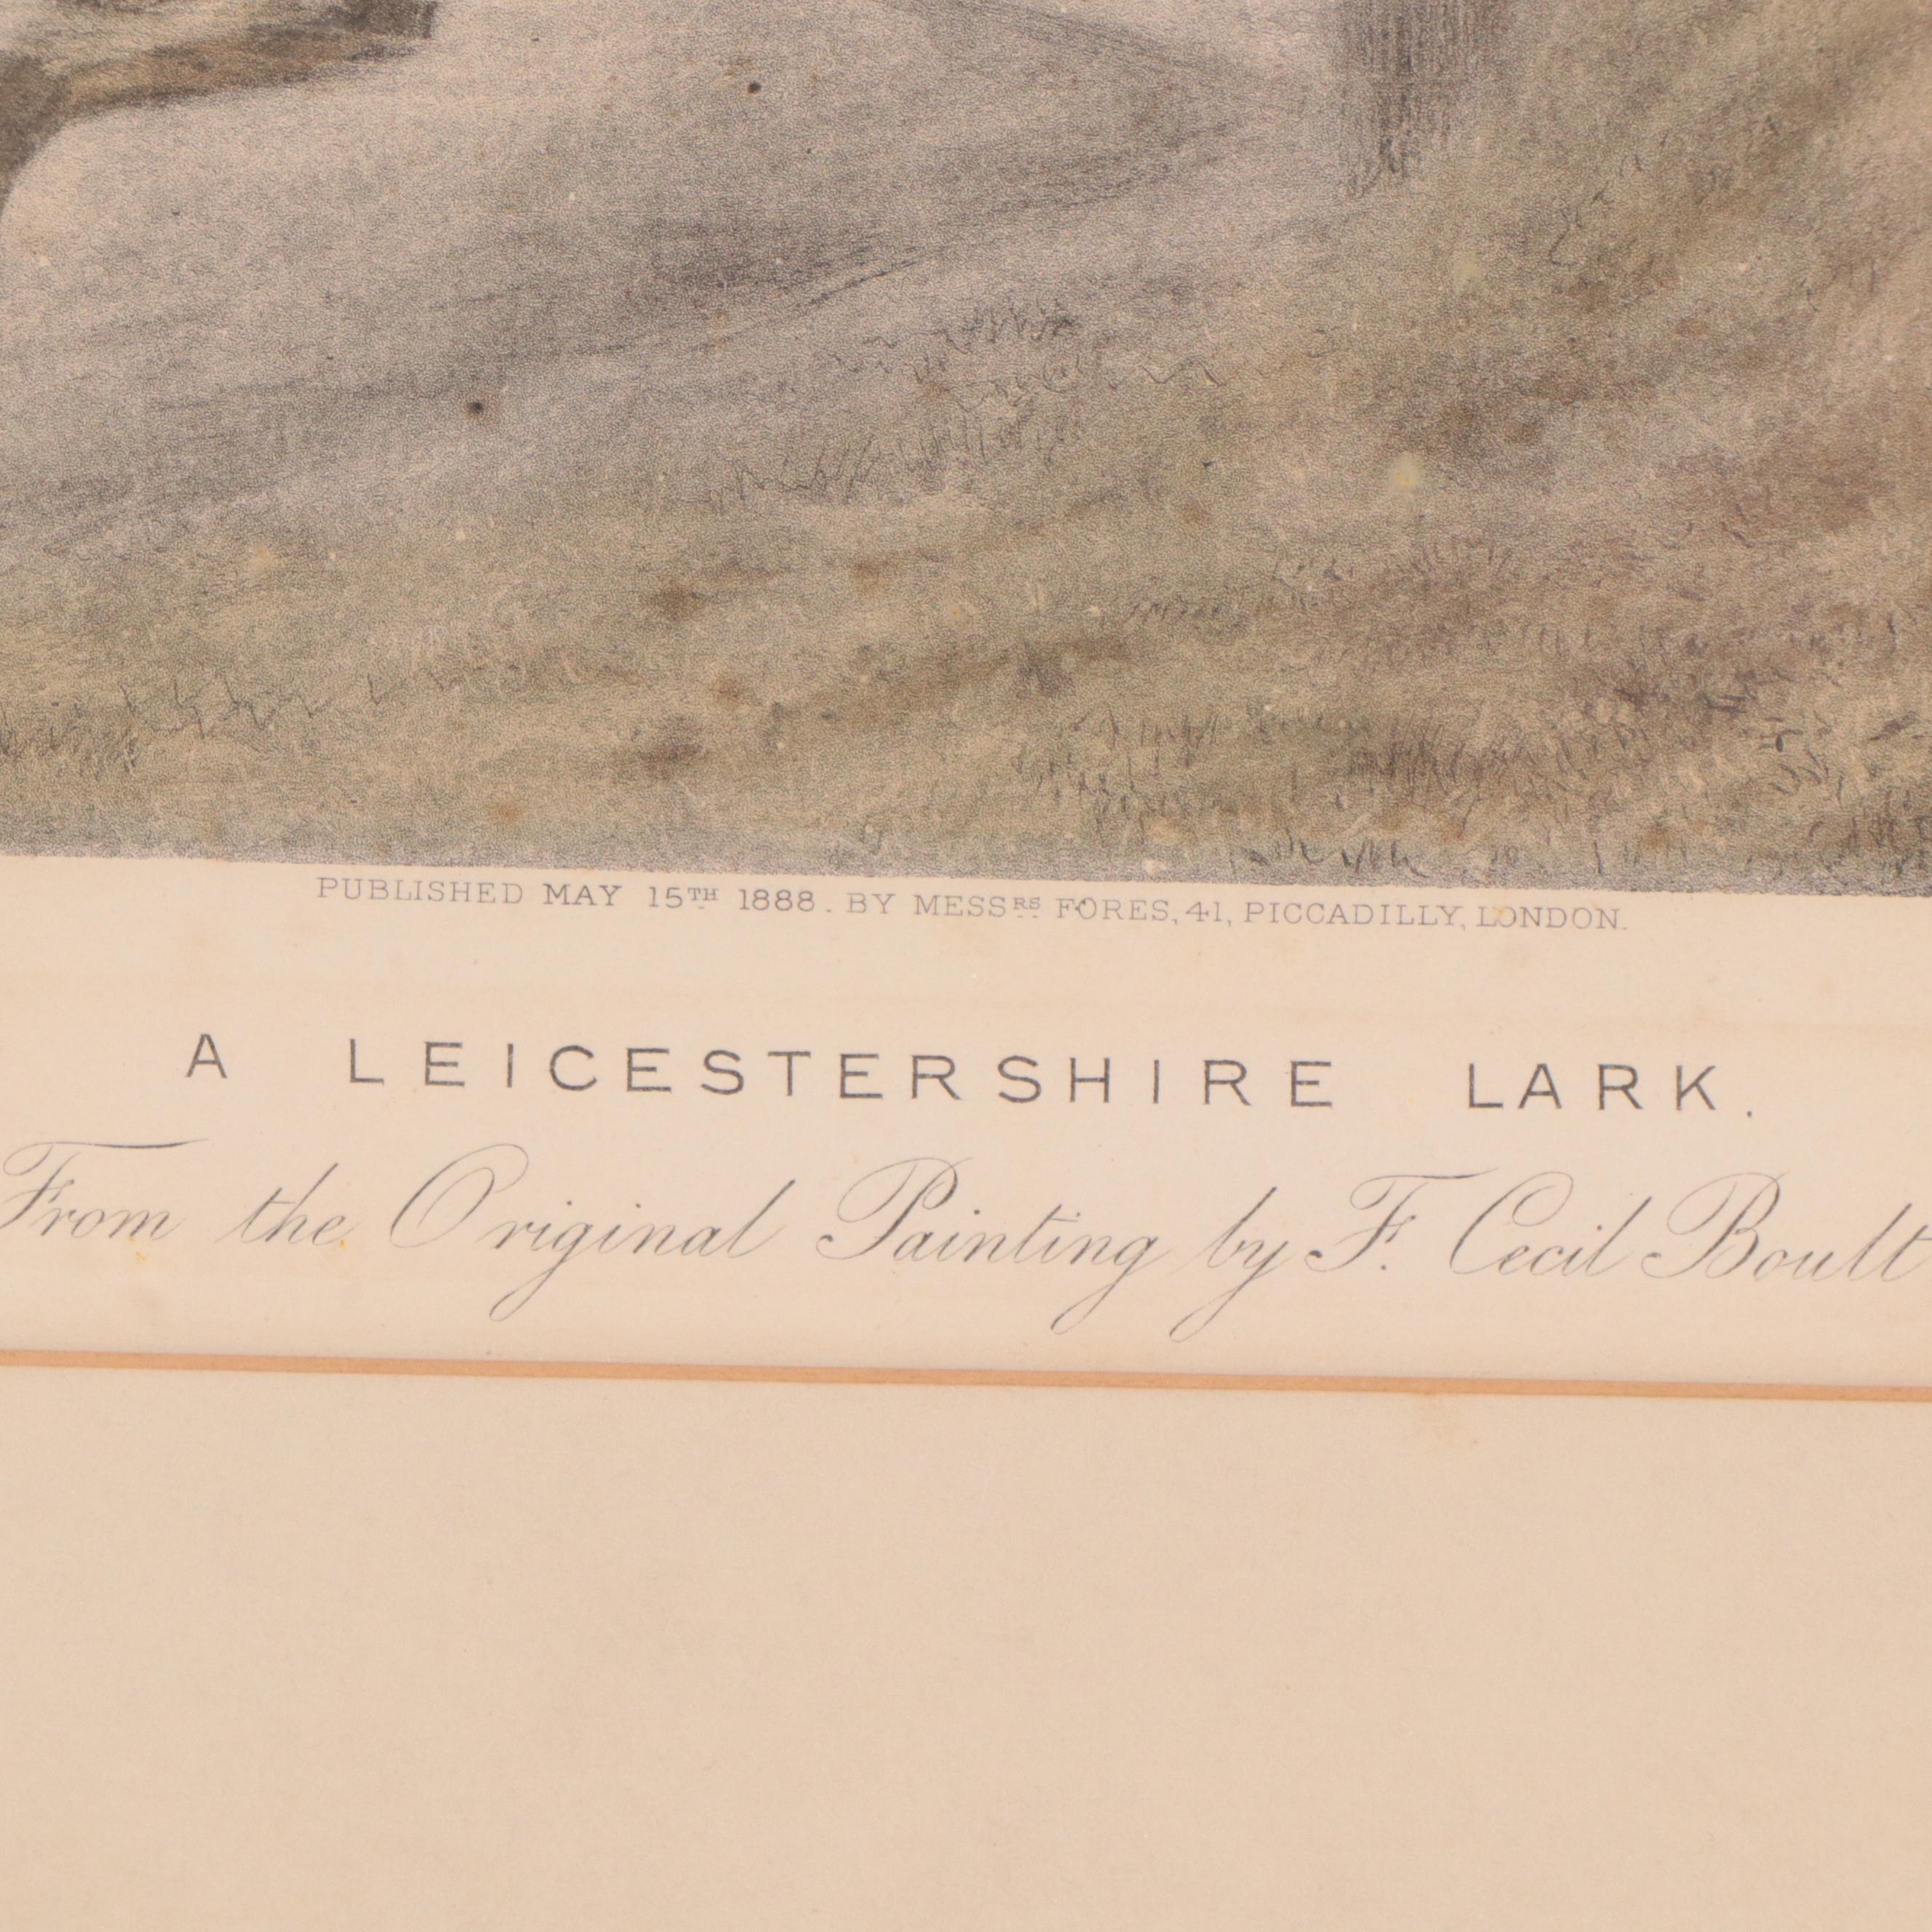 PUBLISHED MAY 15TH 1888. BY MESSRS FORES, 41, PICCADILLY, LONDON.
A LEICESTERSHIRE LARK.
From the Original Painting by F. Cecil Boult